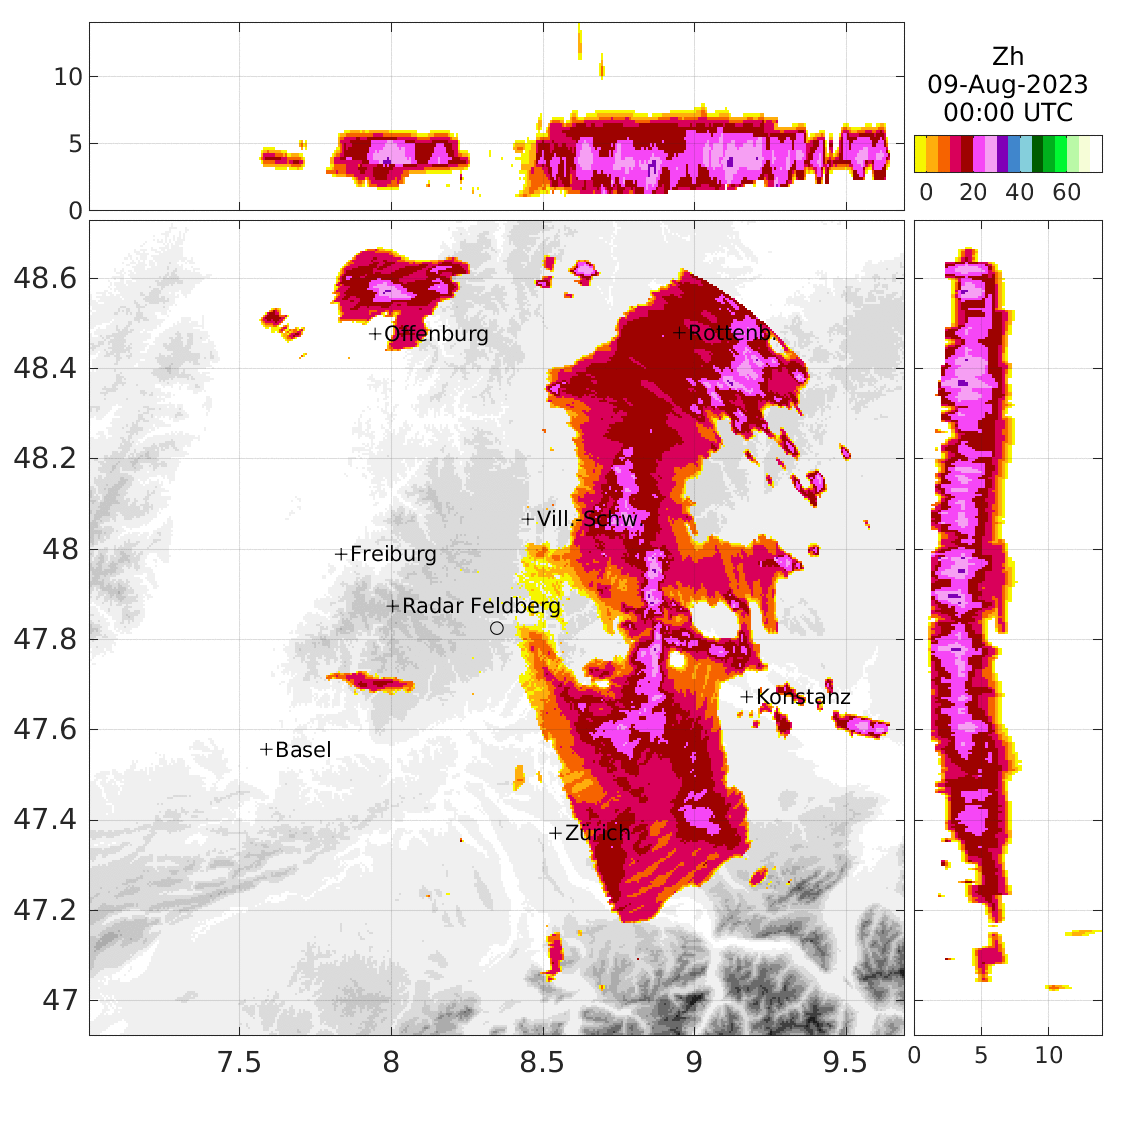 Zh
09-Aug-2023
00:00 UTC
0 20 40 60
10
5
0
48.6
48.4
48.2
48
47.8
47.6
47.4
47.2
47
+Offenburg
+Rottenb.
+Vill.-Schw.
+Freiburg
+Radar Feldberg
+Konstanz
+Basel
+Zürich
7.5 8 8.5 9 9.5
0 5 10